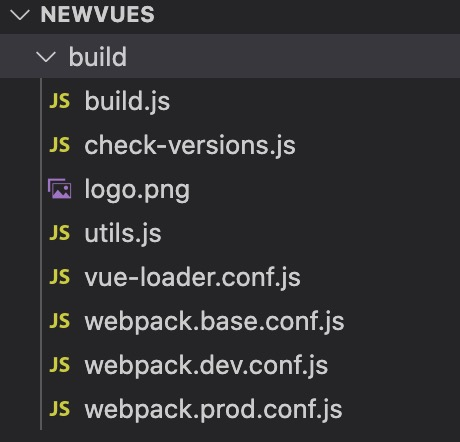 NEWVUES
build
JS build.js
JS check-versions.js
logo.png
JS utils.js
JS vue-loader.conf.js
JS webpack.base.conf.js
JS webpack.dev.conf.js
JS webpack.prod.conf.js